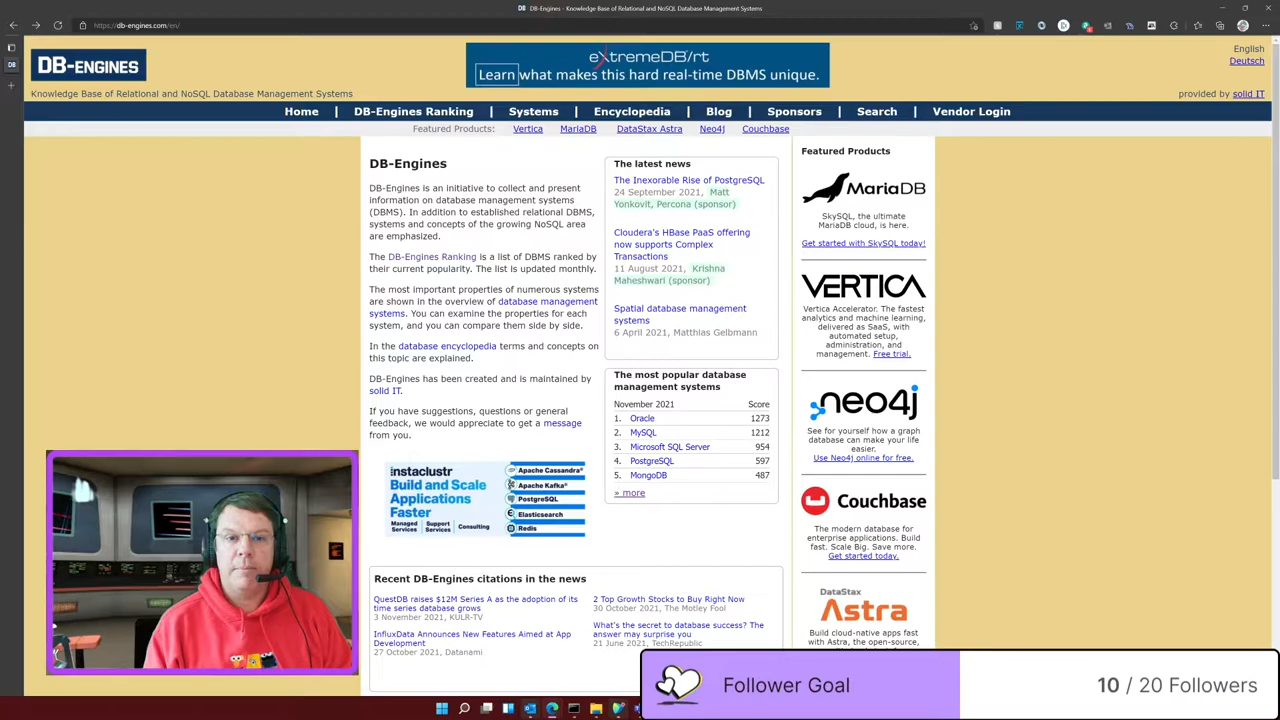 DB-Engines - Knowledge Base of Relational and NoSQL Database Management Systems
https://db-engines.com/en/
DB-ENGINES
Knowledge Base of Relational and NoSQL Database Management Systems
eXtremeDB/rt
Learn what makes this hard real-time DBMS unique.
English
Deutsch
provided by solid IT
Home | DB-Engines Ranking | Systems | Encyclopedia | Blog | Sponsors | Search | Vendor Login
Featured Products: Vertica MariaDB DataStax Astra Neo4j Couchbase
DB-Engines
DB-Engines is an initiative to collect and present
information on database management systems
(DBMS). In addition to established relational DBMS,
systems and concepts of the growing NoSQL area
are emphasized.
The DB-Engines Ranking is a list of DBMS ranked by
their current popularity. The list is updated monthly.
The most important properties of numerous systems
are shown in the overview of database management
systems. You can examine the properties for each
system, and you can compare them side by side.
In the database encyclopedia terms and concepts on
this topic are explained.
DB-Engines has been created and is maintained by
solid IT.
If you have suggestions, questions or general
feedback, we would appreciate to get a message
from you.
instaclustr
Build and Scale
Applications
Faster
Managed Services | Support Services | Consulting
Apache Cassandra®
Apache Kafka®
PostgreSQL
Elasticsearch
Redis
The latest news
The Inexorable Rise of PostgreSQL
24 September 2021, Matt
Yonkovit, Percona (sponsor)
Cloudera's HBase PaaS offering
now supports Complex
Transactions
11 August 2021, Krishna
Maheshwari (sponsor)
Spatial database management
systems
6 April 2021, Matthias Gelbmann
The most popular database
management systems
November 2021 Score
1. Oracle 1273
2. MySQL 1212
3. Microsoft SQL Server 954
4. PostgreSQL 597
5. MongoDB 487
» more
Recent DB-Engines citations in the news
QuestDB raises $12M Series A as the adoption of its
time series database grows
3 November 2021, KULR-TV
InfluxData Announces New Features Aimed at App
Development
27 October 2021, Datanami
2 Top Growth Stocks to Buy Right Now
30 October 2021, The Motley Fool
What's the secret to database success? The
answer may surprise you
21 June 2021, TechRepublic
Featured Products
MariaDB
SkySQL, the ultimate
MariaDB cloud, is here.
Get started with SkySQL today!
VERTICA
Vertica Accelerator. The fastest
analytics and machine learning,
delivered as SaaS, with
automated setup,
administration, and
management. Free trial.
neo4j
See for yourself how a graph
database can make your life
easier.
Use Neo4j online for free.
Couchbase
The modern database for
enterprise applications. Build
fast. Scale Big. Save more.
Get started today.
DataStax
Astra
Build cloud-native apps fast
with Astra, the open-source,
Follower Goal 10 / 20 Followers